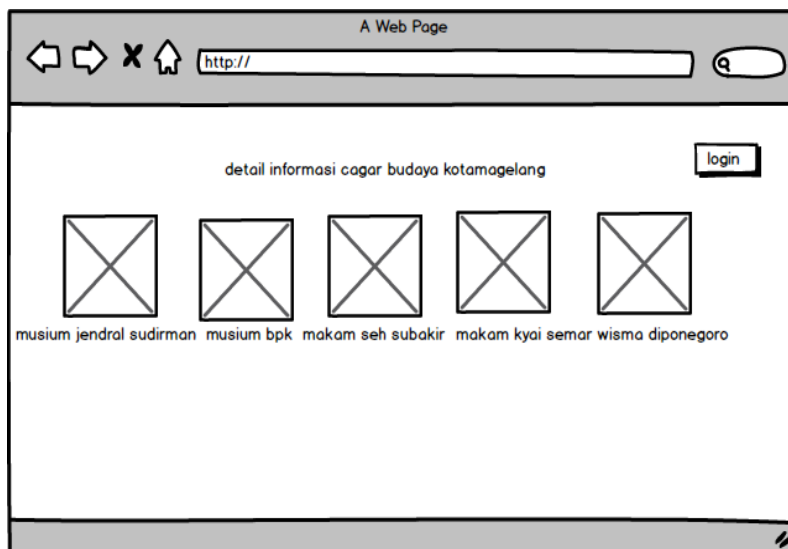 A Web Page
http://
login
detail informasi cagar budaya kotamagelang
musium jendral sudirman musium bpk makam seh subakir makam kyai semar wisma diponegoro